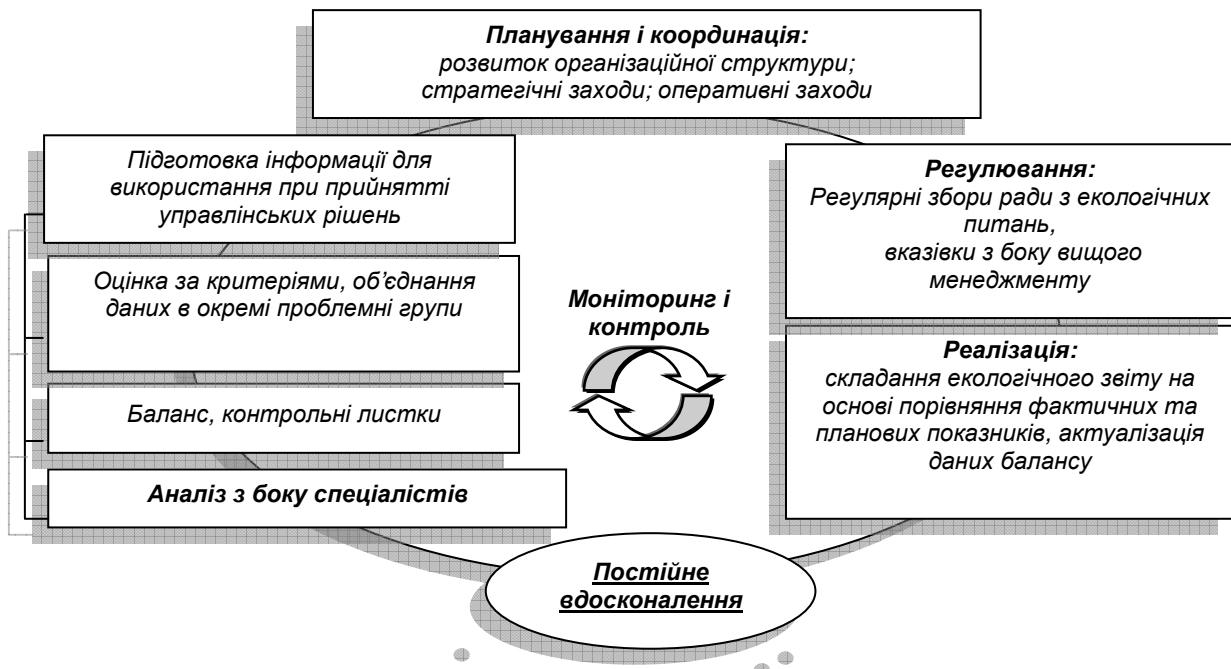 Планування і координація:
розвиток організаційної структури;
стратегічні заходи; оперативні заходи
Підготовка інформації для
використання при прийнятті
управлінських рішень
Оцінка за критеріями, об’єднання
даних в окремі проблемні групи
Баланс, контрольні листки
Аналіз з боку спеціалістів
Моніторинг і
контроль
Регулювання:
Регулярні збори ради з екологічних
питань,
вказівки з боку вищого
менеджменту
Реалізація:
складання екологічного звіту на
основі порівняння фактичних та
планових показників, актуалізація
даних балансу
Постійне
вдосконалення